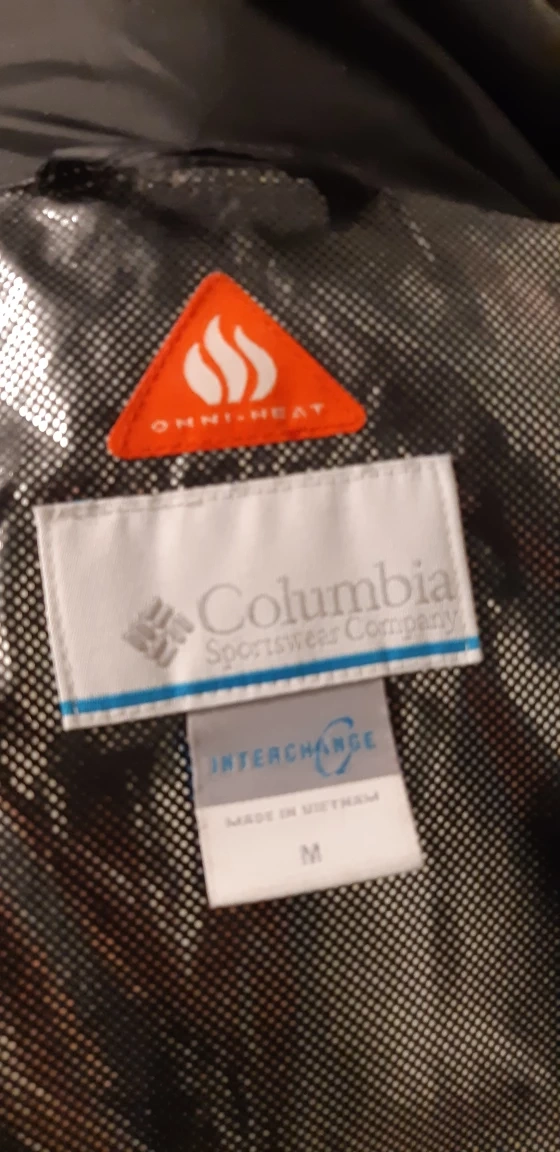 OMNI-HEAT
Columbia
Sportswear Company
INTERCHANGE
MADE IN VIETNAM
M